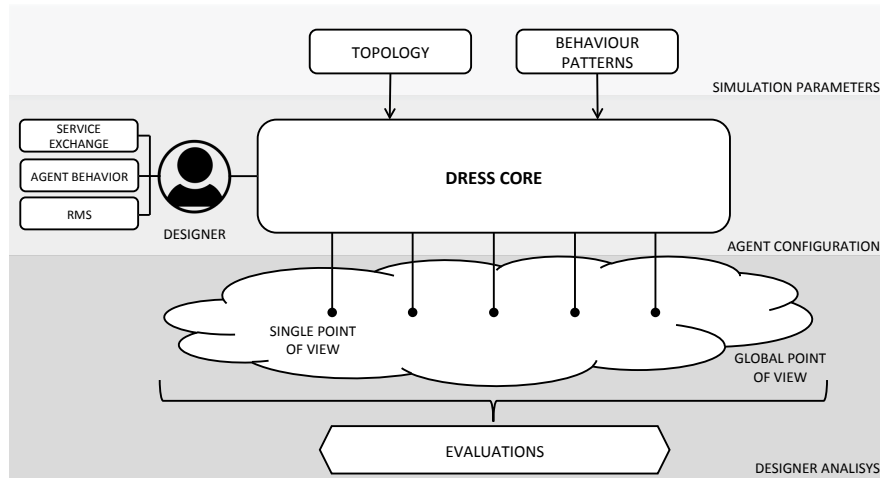 TOPOLOGY
BEHAVIOUR
PATTERNS
SIMULATION PARAMETERS
SERVICE
EXCHANGE
AGENT BEHAVIOR
RMS
DESIGNER
DRESS CORE
AGENT CONFIGURATION
SINGLE POINT
OF VIEW
GLOBAL POINT
OF VIEW
EVALUATIONS
DESIGNER ANALISYS